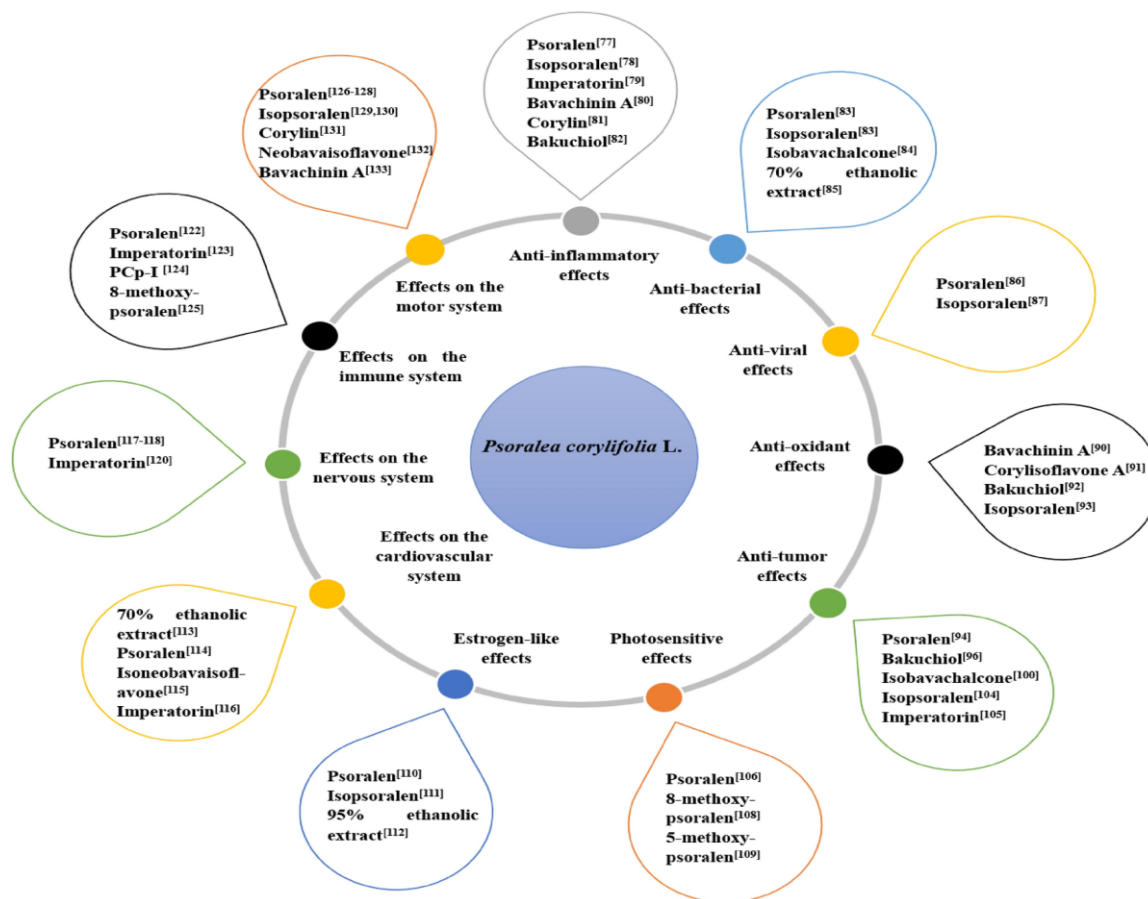 Psoralen[77]
Isopsoralen[78]
Imperatorin[79]
Bavachinin A[80]
Corylin[81]
Bakuchiol[82]
Psoralen[83]
Isopsoralen[83]
Isobavachalcone[84]
70% ethanolic
extract[85]
Psoralen[86]
Isopsoralen[87]
Bavachinin A[90]
Corylisoflavone A[91]
Bakuchiol[92]
Isopsoralen[93]
Psoralen[94]
Bakuchiol[96]
Isobavachalcone[100]
Isopsoralen[104]
Imperatorin[105]
Psoralen[106]
8-methoxy-
psoralen[108]
5-methoxy-
psoralen[109]
Psoralen[110]
Isopsoralen[111]
95% ethanolic
extract[112]
70% ethanolic
extract[113]
Psoralen[114]
Isoneobavaisofl-
avone[115]
Imperatorin[116]
Psoralen[117-118]
Imperatorin[120]
Psoralen[122]
Imperatorin[123]
PCp-I [124]
8-methoxy-
psoralen[125]
Psoralen[126-128]
Isopsoralen[129,130]
Corylin[131]
Neobavaisoflavone[132]
Bavachinin A[133]
Anti-inflammatory
effects
Anti-bacterial
effects
Anti-viral
effects
Anti-oxidant
effects
Anti-tumor
effects
Photosensitive
effects
Estrogen-like
effects
Effects on the
cardiovascular
system
Effects on the
nervous system
Effects on the
immune system
Effects on the
motor system
Psoralea corylifolia L.